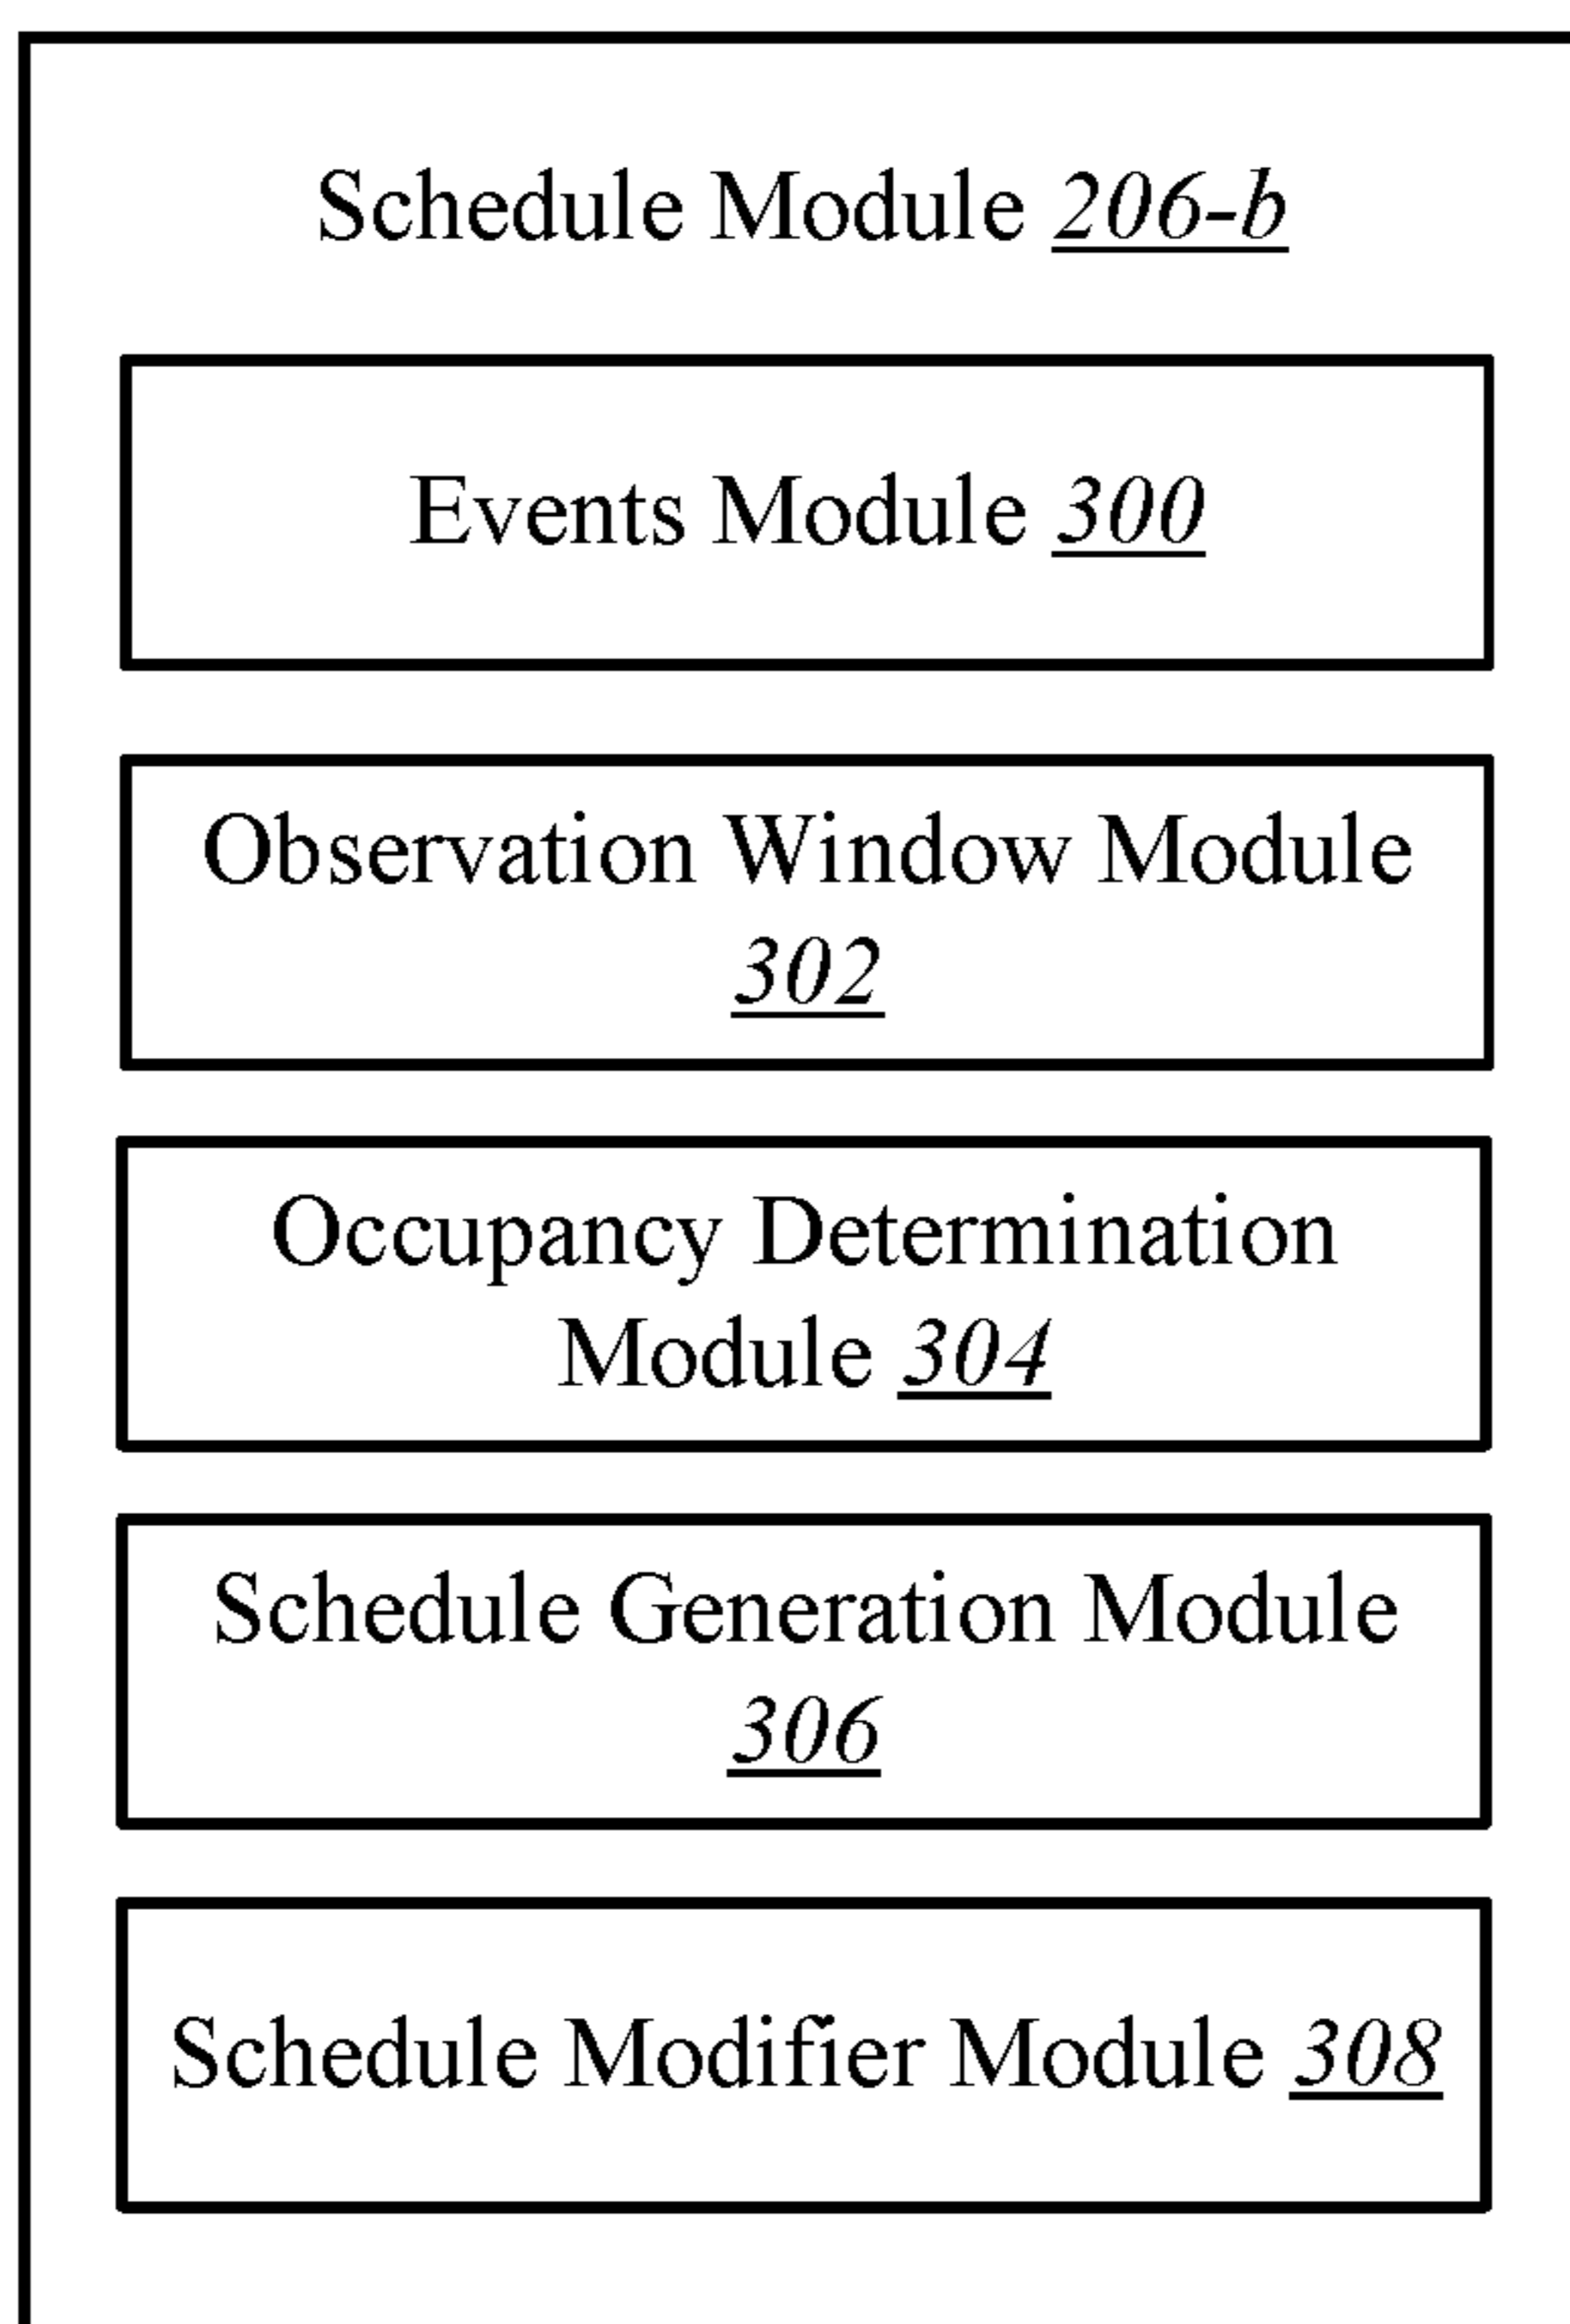 Schedule Module 206-b
Events Module 300
Observation Window Module
302
Occupancy Determination
Module 304
Schedule Generation Module
306
Schedule Modifier Module 308